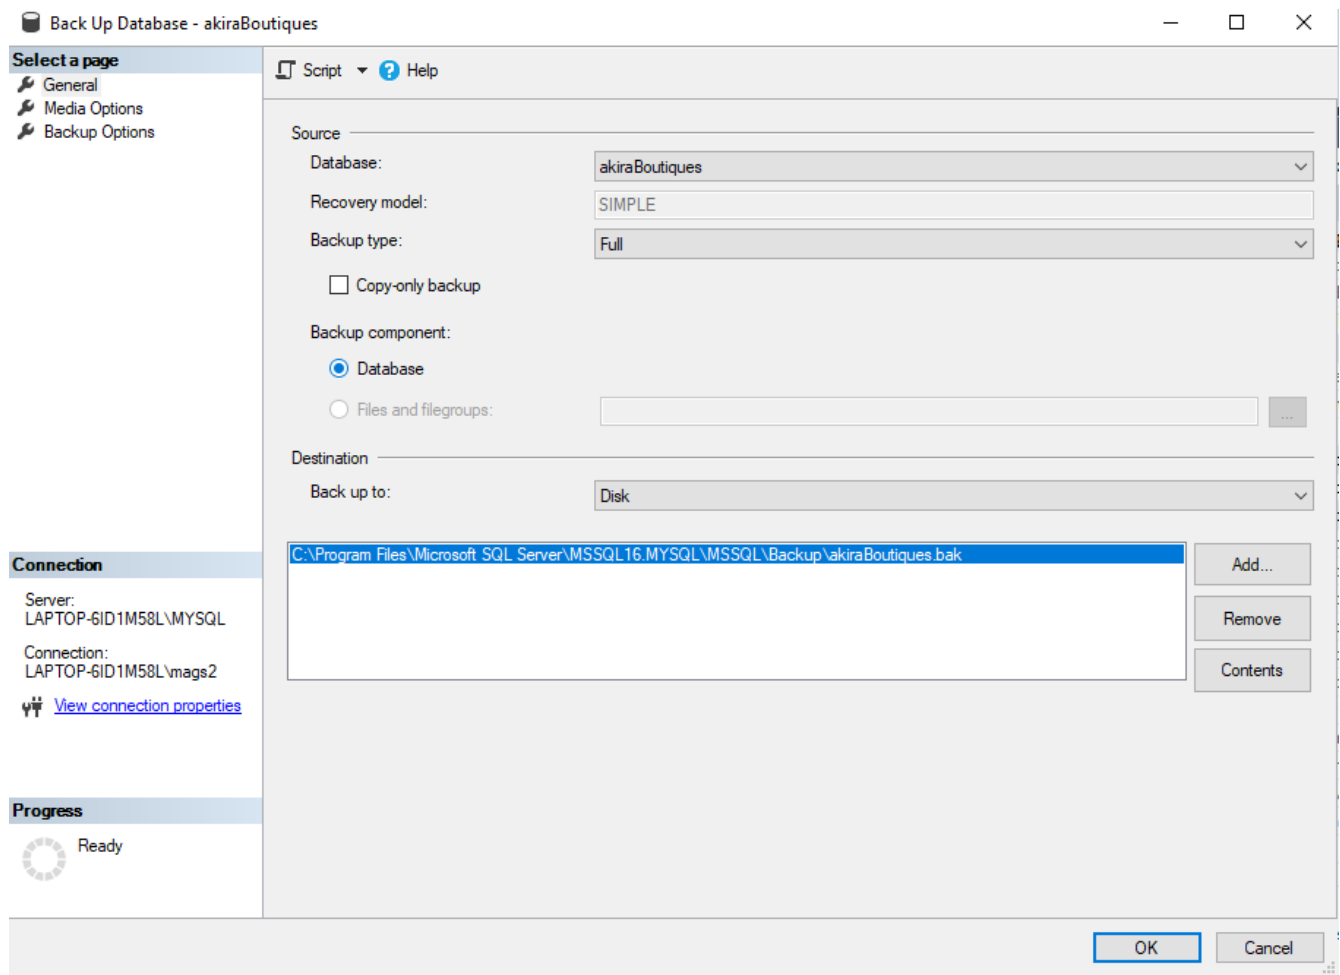 Back Up Database - akiraBoutiques
Select a page
General
Media Options
Backup Options
Script
Help
Source
Database:
akiraBoutiques
Recovery model:
SIMPLE
Backup type:
Full
Copy-only backup
Backup component:
Database
Files and filegroups:
...
Destination
Back up to:
Disk
C:\Program Files\Microsoft SQL Server\MSSQL16.MYSQL\MSSQL\Backup\akiraBoutiques.bak
Add...
Remove
Contents
Connection
Server:
LAPTOP-6ID1M58L\MYSQL
Connection:
LAPTOP-6ID1M58L\mags2
View connection properties
Progress
Ready
OK
Cancel